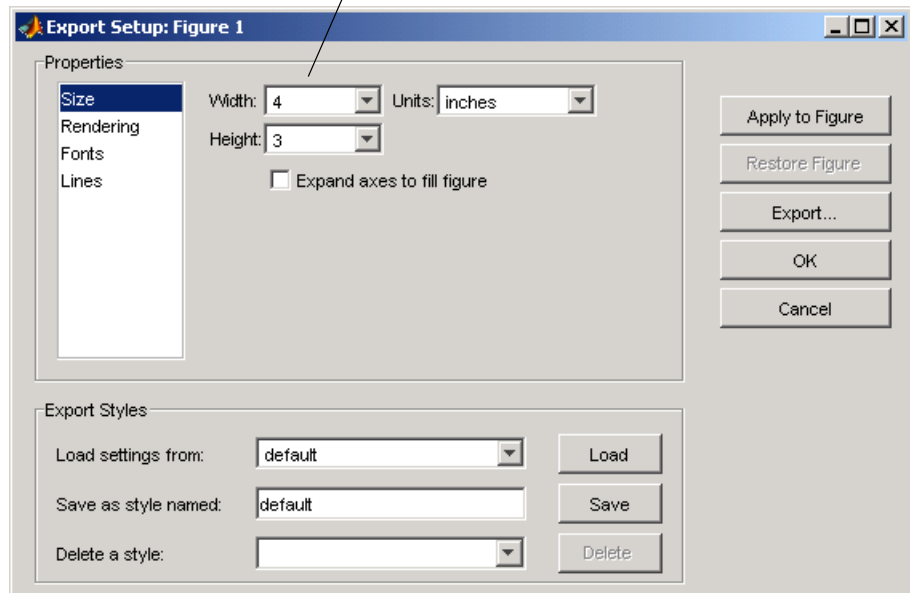 Export Setup: Figure 1
Properties
Size
Rendering
Fonts
Lines
Width: 4 Units: inches
Height: 3
Expand axes to fill figure
Apply to Figure
Restore Figure
Export...
OK
Cancel
Export Styles
Load settings from: default Load
Save as style named: default Save
Delete a style: Delete